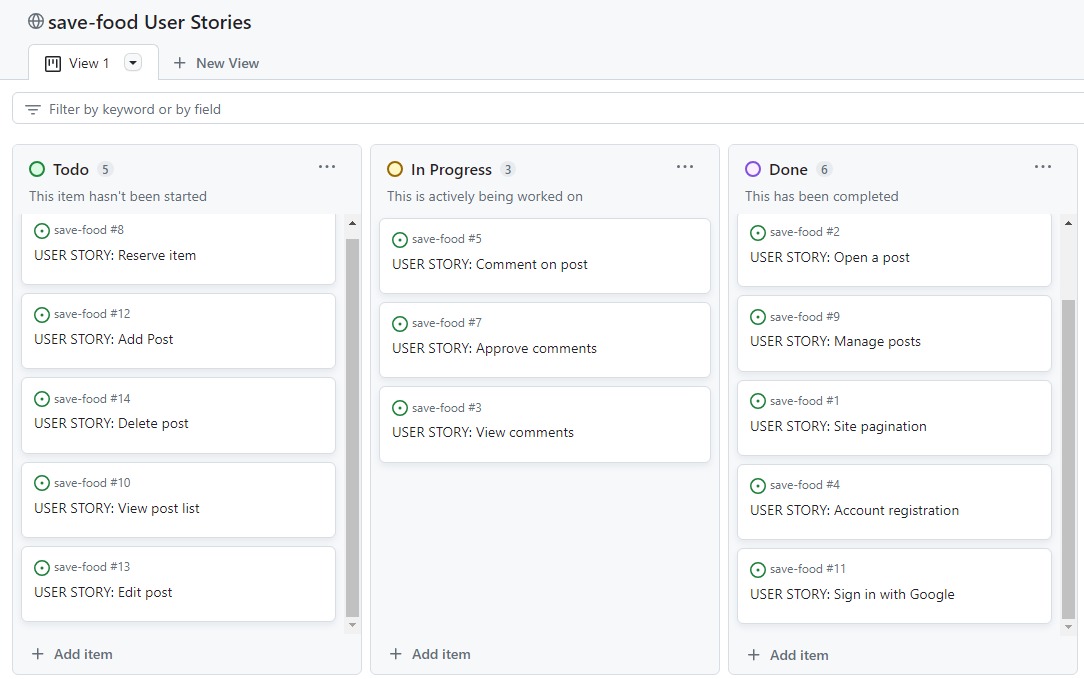 save-food User Stories
View 1
New View
Filter by keyword or by field
Todo 5
This item hasn't been started
save-food #8
USER STORY: Reserve item
save-food #12
USER STORY: Add Post
save-food #14
USER STORY: Delete post
save-food #10
USER STORY: View post list
save-food #13
USER STORY: Edit post
+ Add item
In Progress 3
This is actively being worked on
save-food #5
USER STORY: Comment on post
save-food #7
USER STORY: Approve comments
save-food #3
USER STORY: View comments
+ Add item
Done 6
This has been completed
save-food #2
USER STORY: Open a post
save-food #9
USER STORY: Manage posts
save-food #1
USER STORY: Site pagination
save-food #4
USER STORY: Account registration
save-food #11
USER STORY: Sign in with Google
+ Add item